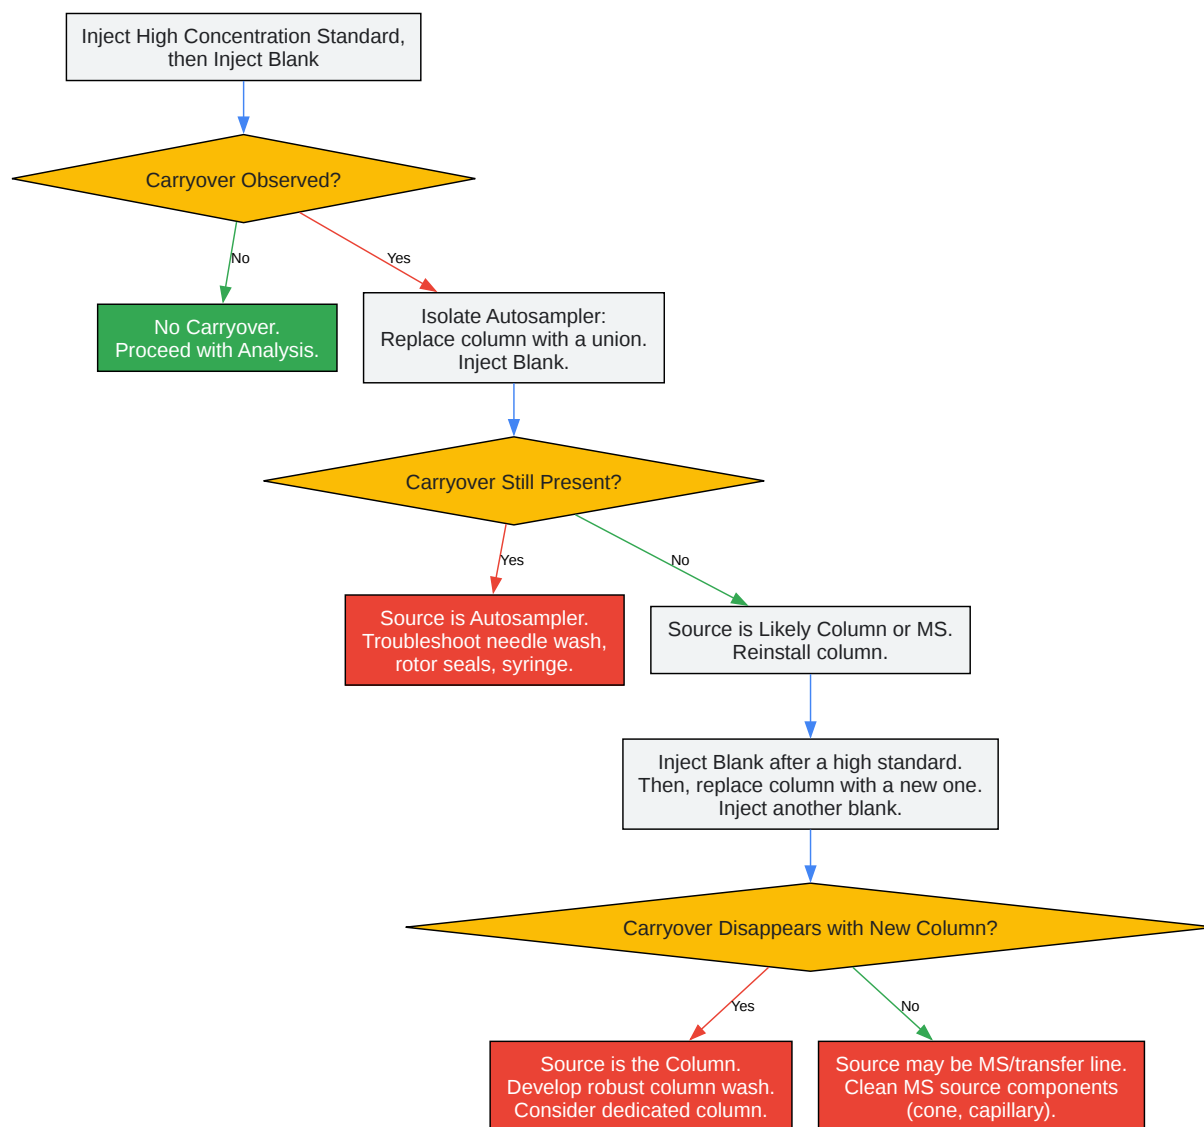 Inject High Concentration Standard,
then Inject Blank
Carryover Observed?
No
Yes
No Carryover.
Proceed with Analysis.
Isolate Autosampler:
Replace column with a union.
Inject Blank.
Carryover Still Present?
Yes
No
Source is Autosampler.
Troubleshoot needle wash,
rotor seals, syringe.
Source is Likely Column or MS.
Reinstall column.
Inject Blank after a high standard.
Then, replace column with a new one.
Inject another blank.
Carryover Disappears with New Column?
Yes
No
Source is the Column.
Develop robust column wash.
Consider dedicated column.
Source may be MS/transfer line.
Clean MS source components
(cone, capillary).